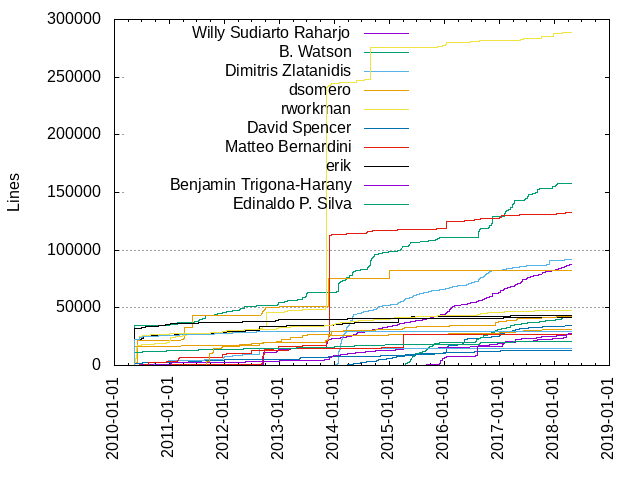 300000
250000
200000
150000
100000
50000
0
Lines
Willy Sudiarto Raharjo
B. Watson
Dimitris Zlatanidis
dsomero
rworkman
David Spencer
Matteo Bernardini
erik
Benjamin Trigona-Harany
Edinaldo P. Silva
2010-01-01
2011-01-01
2012-01-01
2013-01-01
2014-01-01
2015-01-01
2016-01-01
2017-01-01
2018-01-01
2019-01-01